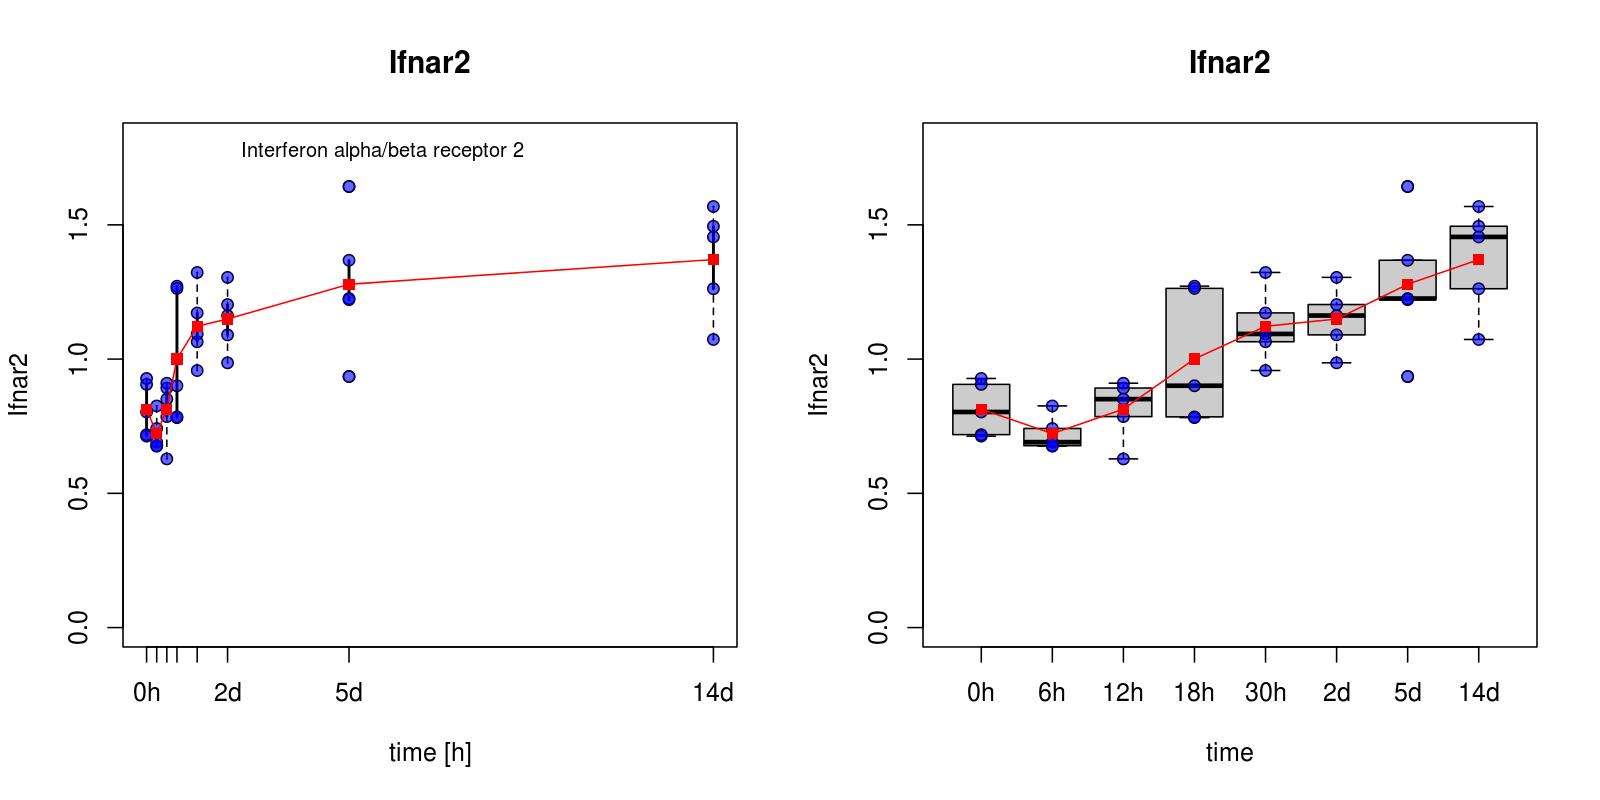 Ifnar2
Interferon alpha/beta receptor 2
Ifnar2
0.0 0.5 1.0 1.5
0h 2d 5d 14d
time [h]
Ifnar2
Ifnar2
0.0 0.5 1.0 1.5
0h 6h 12h 18h 30h 2d 5d 14d
time